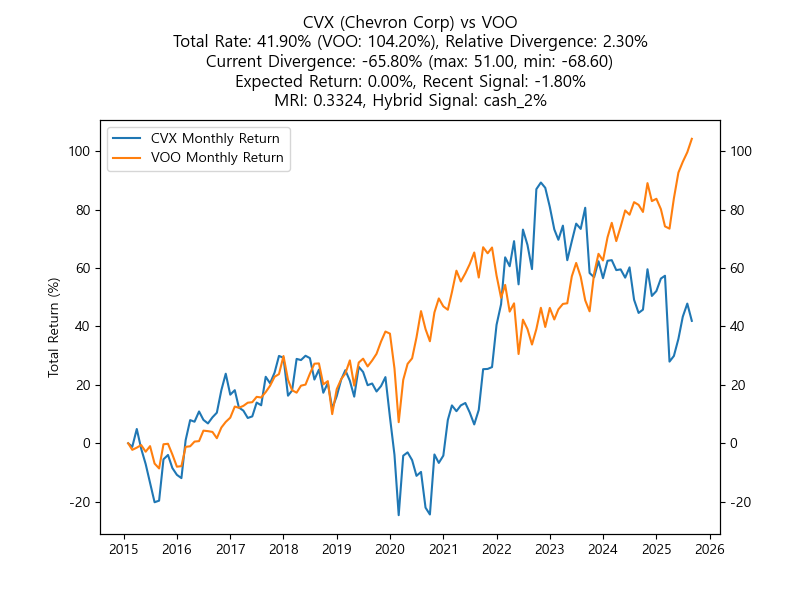 CVX (Chevron Corp) vs VOO
Total Rate: 41.90% (VOO: 104.20%), Relative Divergence: 2.30%
Current Divergence: -65.80% (max: 51.00, min: -68.60)
Expected Return: 0.00%, Recent Signal: -1.80%
MRI: 0.3324, Hybrid Signal: cash_2%
CVX Monthly Return
VOO Monthly Return
Total Return (%)
100 100
80 80
60 60
40 40
20 20
0 0
-20 -20
2015 2016 2017 2018 2019 2020 2021 2022 2023 2024 2025 2026